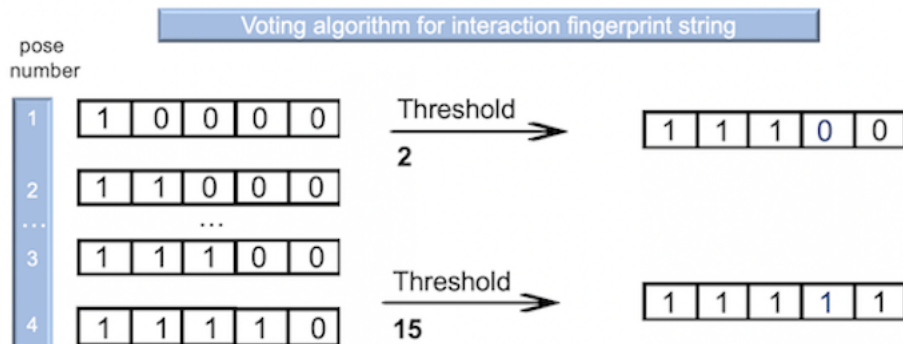 Voting algorithm for interaction fingerprint string
pose
number
1 1 0 0 0 0 Threshold 1 1 1 0 0
2
2 1 1 0 0 0
... ...
3 1 1 1 0 0
Threshold 1 1 1 1 1
4 1 1 1 1 0 15